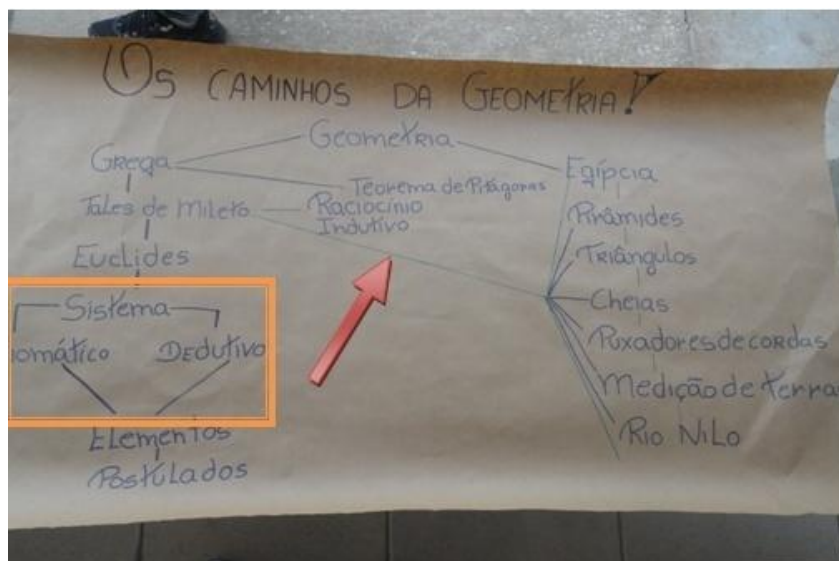 Os CAMINHOS DA GEOMETRIA!
Geometria
Grega
Egípcia
Teorema de Pitágoras
Tales de Mileto
Raciocínio
Indutivo
Pirâmides
Euclides
Triângulos
Sistema
Cheias
omático
Dedutivo
Puxadores de cordas
Medição de terra
Elementos
Rio Nilo
Postulados